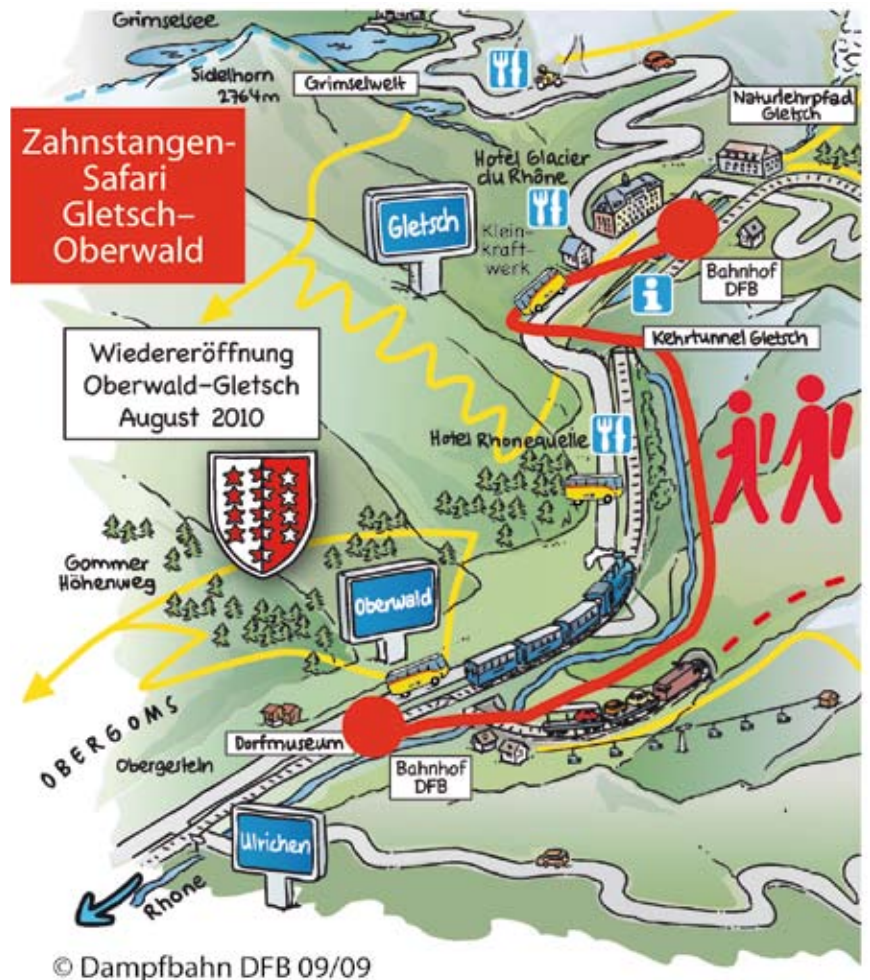 Grimselsee
Sidelhorn
2764m
Grimselwelt
Naturlehrpfad
Gletsch
Zahnstangen-
Safari
Gletsch–
Oberwald
Hotel Glacier
du Rhône
Gletsch
Klein-
kraft-
werk
Bahnhof
DFB
Kehrtunnel Gletsch
Wiedereröffnung
Oberwald–Gletsch
August 2010
Hotel Rhonequelle
Gommer
Höhenweg
Oberwald
OBERGOMS
Dorfmuseum
Obergesteln
Bahnhof
DFB
Ulrichen
Rhone
© Dampfbahn DFB 09/09